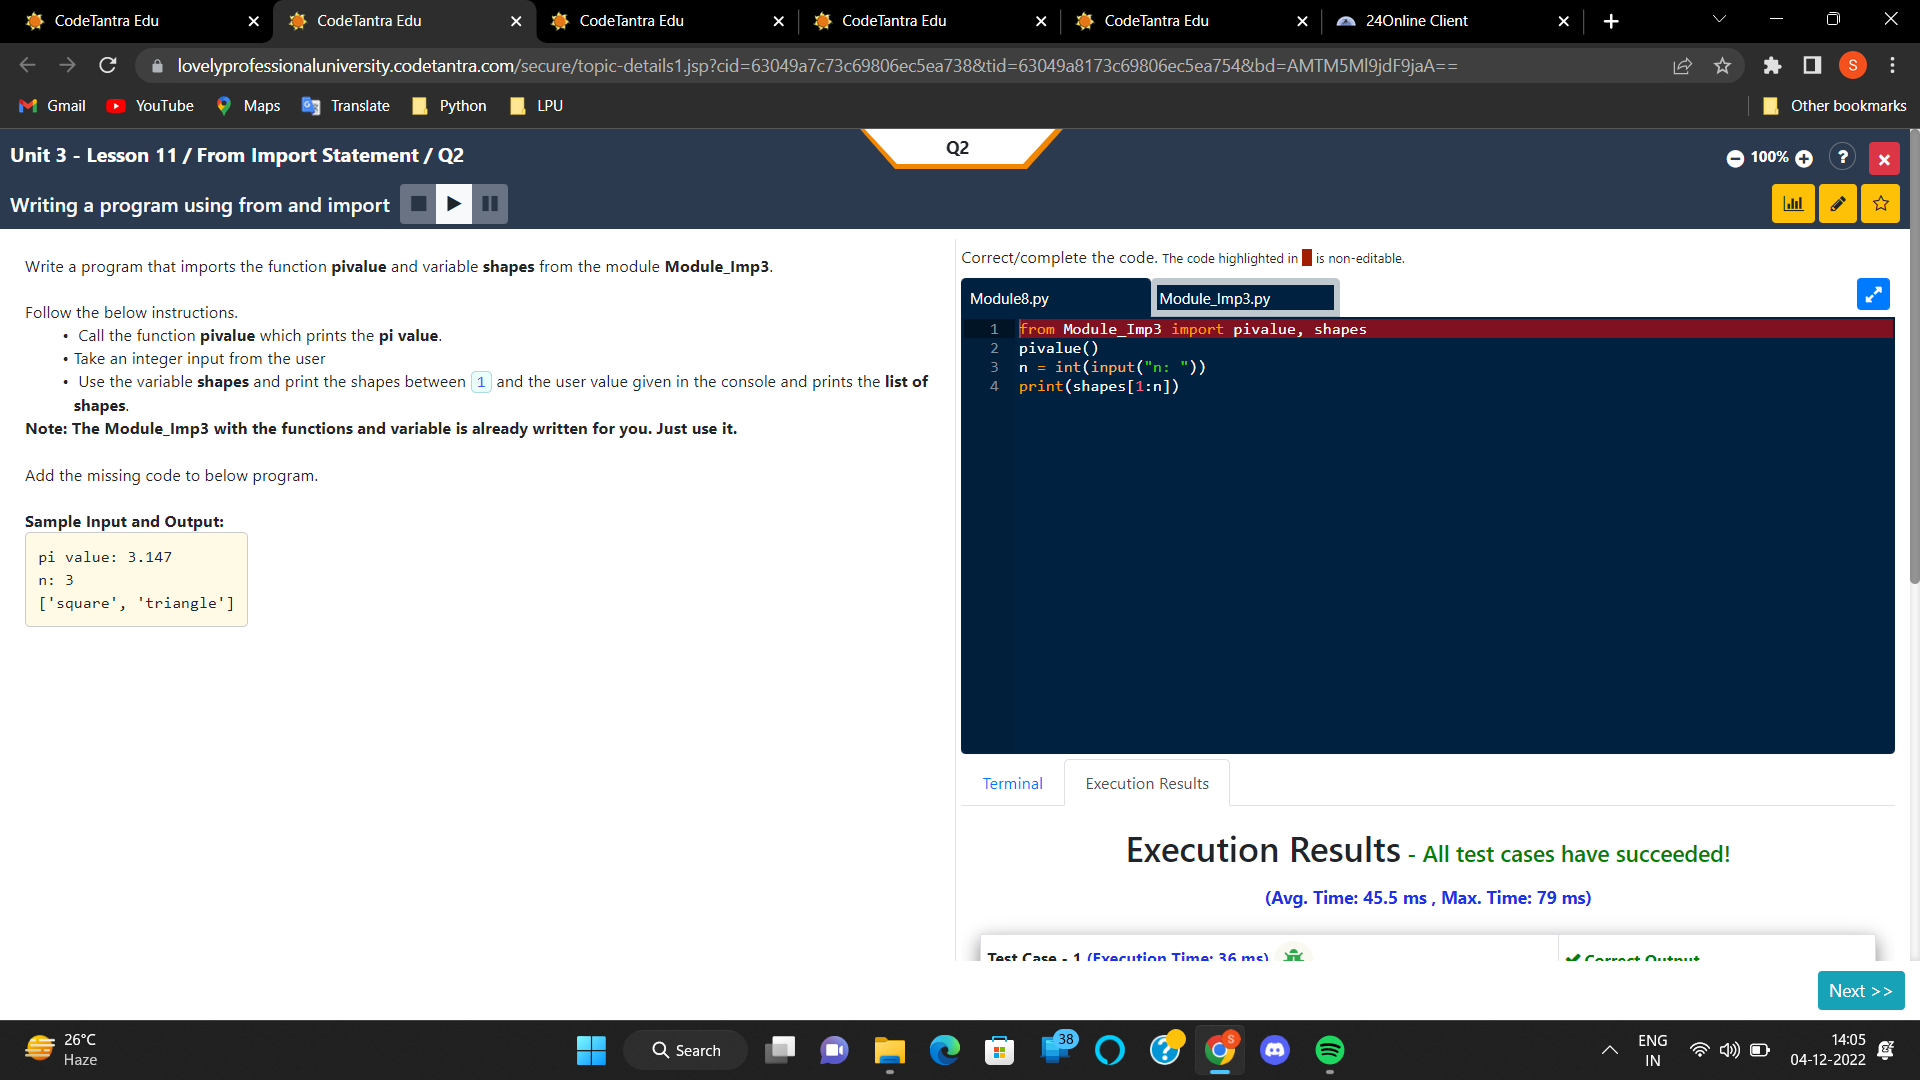 CodeTantra Edu
CodeTantra Edu
CodeTantra Edu
CodeTantra Edu
CodeTantra Edu
24Online Client
lovelyprofessionaluniversity.codetantra.com/secure/topic-details1.jsp?cid=63049a7c73c69806ec5ea738&tid=63049a8173c69806ec5ea754&bd=AMTM5Ml9jdF9jaA==
S
Gmail YouTube Maps Translate Python LPU Other bookmarks
Unit 3 - Lesson 11 / From Import Statement / Q2
Q2
100%
?
Writing a program using from and import
Write a program that imports the function pivalue and variable shapes from the module Module_Imp3.
Follow the below instructions.
• Call the function pivalue which prints the pi value.
• Take an integer input from the user
• Use the variable shapes and print the shapes between 1 and the user value given in the console and prints the list of
shapes.
Note: The Module_Imp3 with the functions and variable is already written for you. Just use it.
Add the missing code to below program.
Sample Input and Output:
pi value: 3.147
n: 3
['square', 'triangle']
Correct/complete the code. The code highlighted in is non-editable.
Module8.py
Module_Imp3.py
1 from Module_Imp3 import pivalue, shapes
2 pivalue()
3 n = int(input("n: "))
4 print(shapes[1:n])
Terminal
Execution Results
Execution Results - All test cases have succeeded!
(Avg. Time: 45.5 ms , Max. Time: 79 ms)
Test Case - 1 (Execution Time: 36 ms)
Correct Output
Next >>
26°C
Haze
Search
38
S
ENG
IN
14:05
04-12-2022